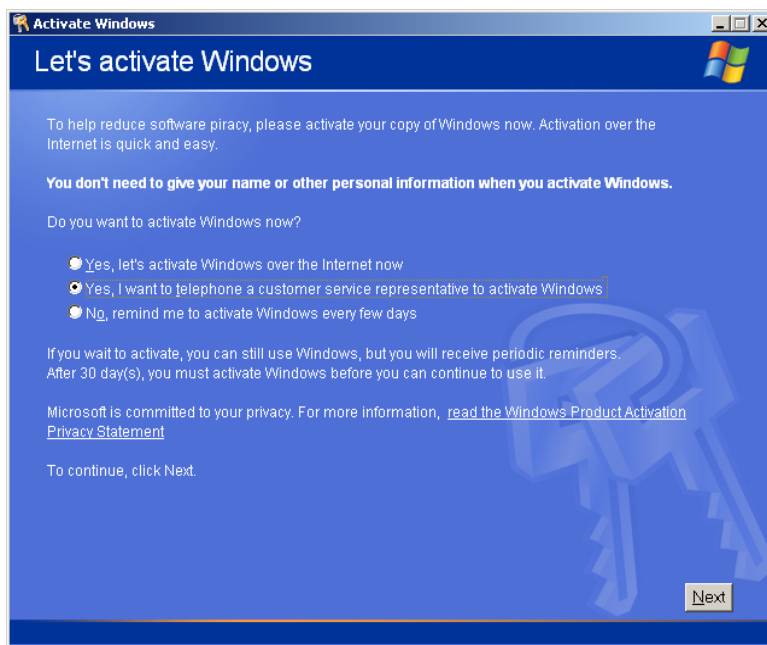 Activate Windows
Let's activate Windows
To help reduce software piracy, please activate your copy of Windows now. Activation over the
Internet is quick and easy.
You don't need to give your name or other personal information when you activate Windows.
Do you want to activate Windows now?
Yes, let's activate Windows over the Internet now
Yes, I want to telephone a customer service representative to activate Windows
No, remind me to activate Windows every few days
If you wait to activate, you can still use Windows, but you will receive periodic reminders.
After 30 day(s), you must activate Windows before you can continue to use it.
Microsoft is committed to your privacy. For more information, read the Windows Product Activation
Privacy Statement
To continue, click Next.
Next